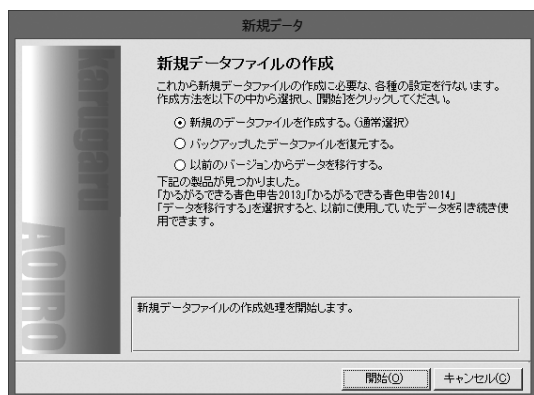 新規データ
karugaru
AOIRO
新規データファイルの作成
これから新規データファイルの作成に必要な、各種の設定を行ないます。
作成方法を以下の中から選択し、[開始]をクリックしてください。
新規のデータファイルを作成する。(通常選択)
バックアップしたデータファイルを復元する。
以前のバージョンからデータを移行する。
下記の製品が見つかりました。
「かるがるできる青色申告2013」「かるがるできる青色申告2014」
「データを移行する」を選択すると、以前に使用していたデータを引き続き使
用できます。
新規データファイルの作成処理を開始します。
開始(O)
キャンセル(C)